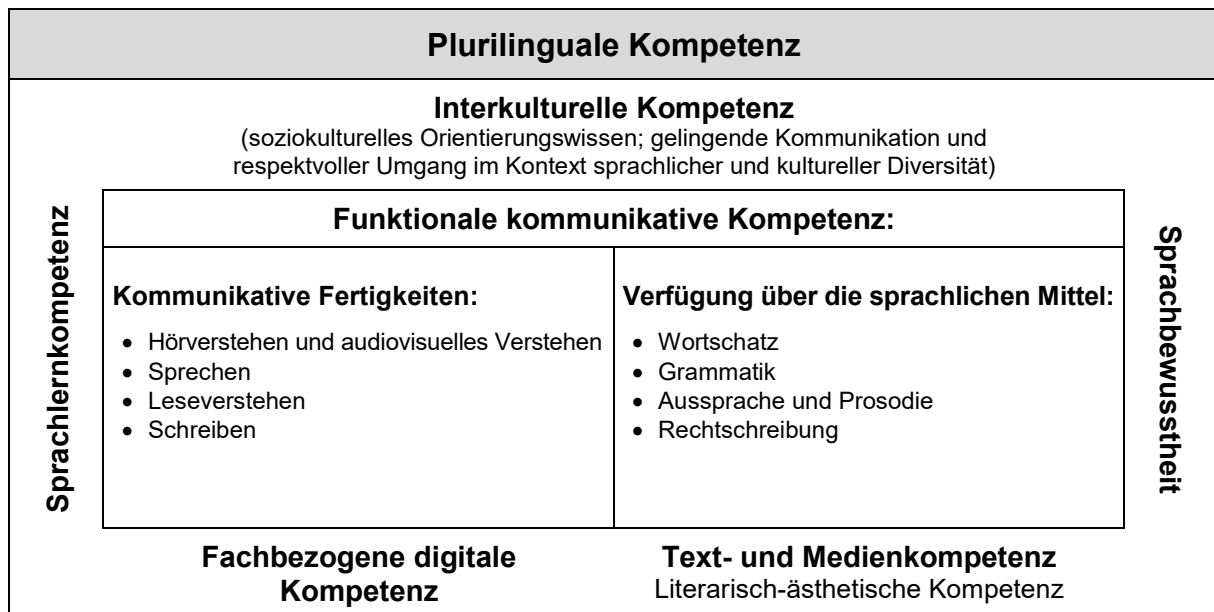 Plurilinguale Kompetenz
Interkulturelle Kompetenz
(soziokulturelles Orientierungswissen; gelingende Kommunikation und
respektvoller Umgang im Kontext sprachlicher und kultureller Diversität)
Sprachlernkompetenz
Funktionale kommunikative Kompetenz:
Kommunikative Fertigkeiten:
• Hörverstehen und audiovisuelles Verstehen
• Sprechen
• Leseverstehen
• Schreiben
Verfügung über die sprachlichen Mittel:
• Wortschatz
• Grammatik
• Aussprache und Prosodie
• Rechtschreibung
Sprachbewusstheit
Fachbezogene digitale
Kompetenz
Text- und Medienkompetenz
Literarisch-ästhetische Kompetenz